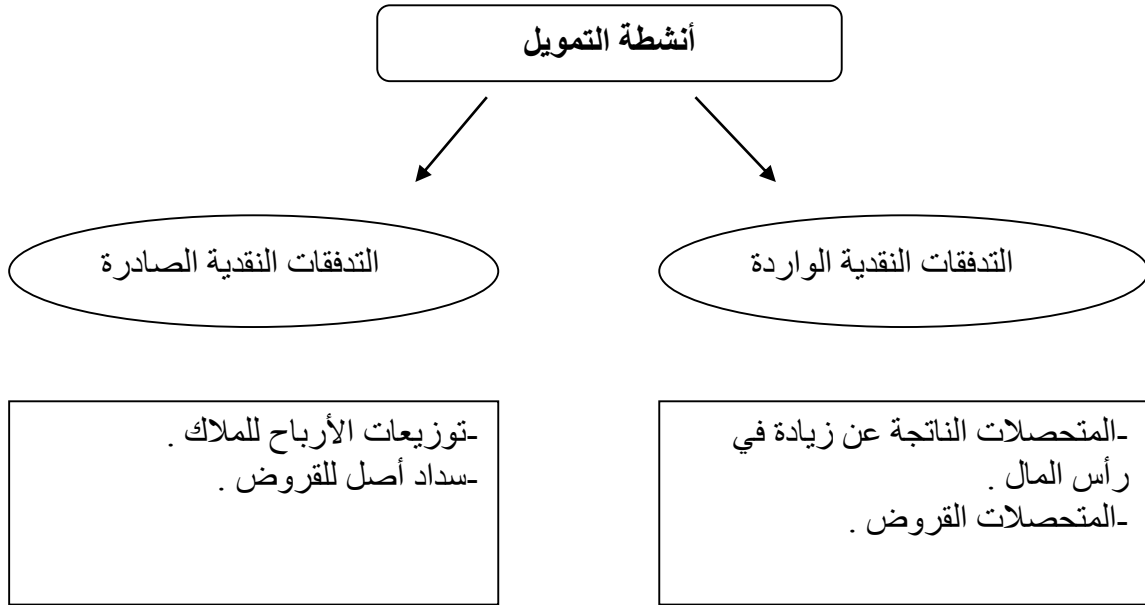 أنشطة التمويل
التدفقات النقدية الواردة
التدفقات النقدية الصادرة
-المتحصلات الناتجة عن زيادة في
رأس المال .
-المتحصلات القروض .
-توزيعات الأرباح للملاك .
-سداد أصل للقروض .